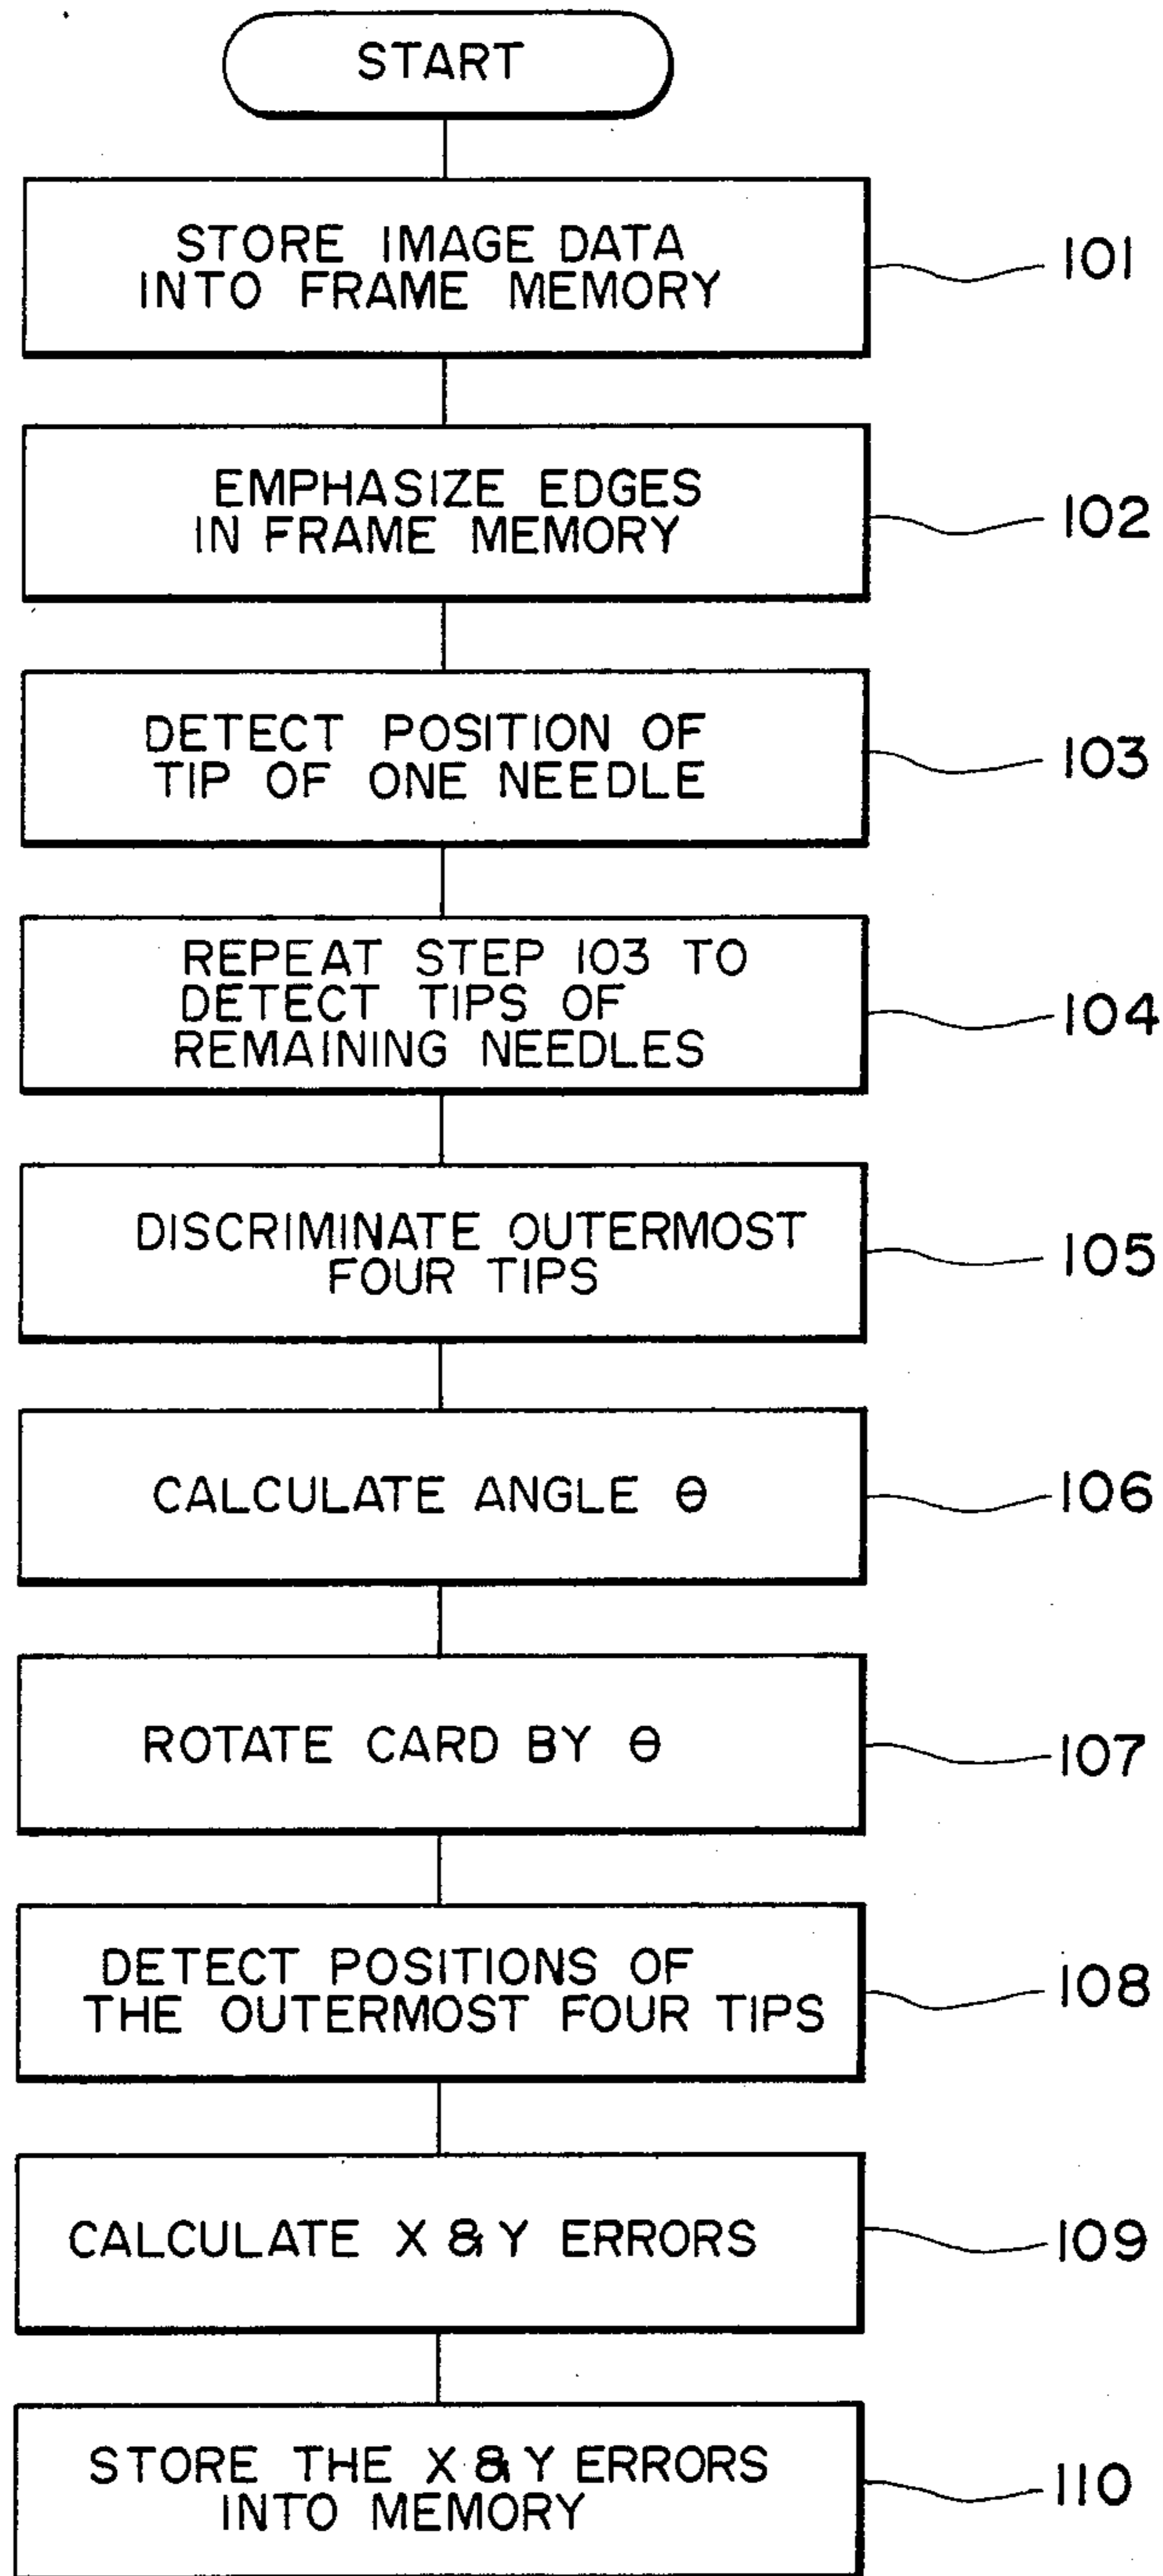 START
STORE IMAGE DATA
INTO FRAME MEMORY
101
EMPHASIZE EDGES
IN FRAME MEMORY
102
DETECT POSITION OF
TIP OF ONE NEEDLE
103
REPEAT STEP 103 TO
DETECT TIPS OF
REMAINING NEEDLES
104
DISCRIMINATE OUTERMOST
FOUR TIPS
105
CALCULATE ANGLE θ
106
ROTATE CARD BY θ
107
DETECT POSITIONS OF
THE OUTERMOST FOUR TIPS
108
CALCULATE X & Y ERRORS
109
STORE THE X & Y ERRORS
INTO MEMORY
110